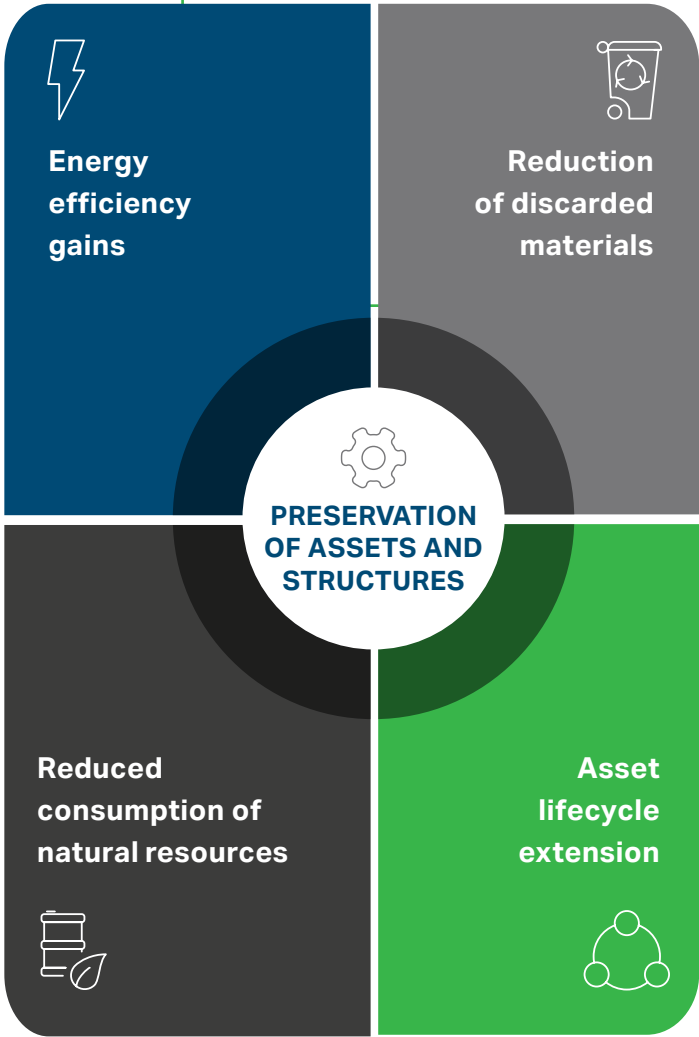 Energy
efficiency
gains
Reduction
of discarded
materials
PRESERVATION
OF ASSETS AND
STRUCTURES
Reduced
consumption of
natural resources
Asset
lifecycle
extension